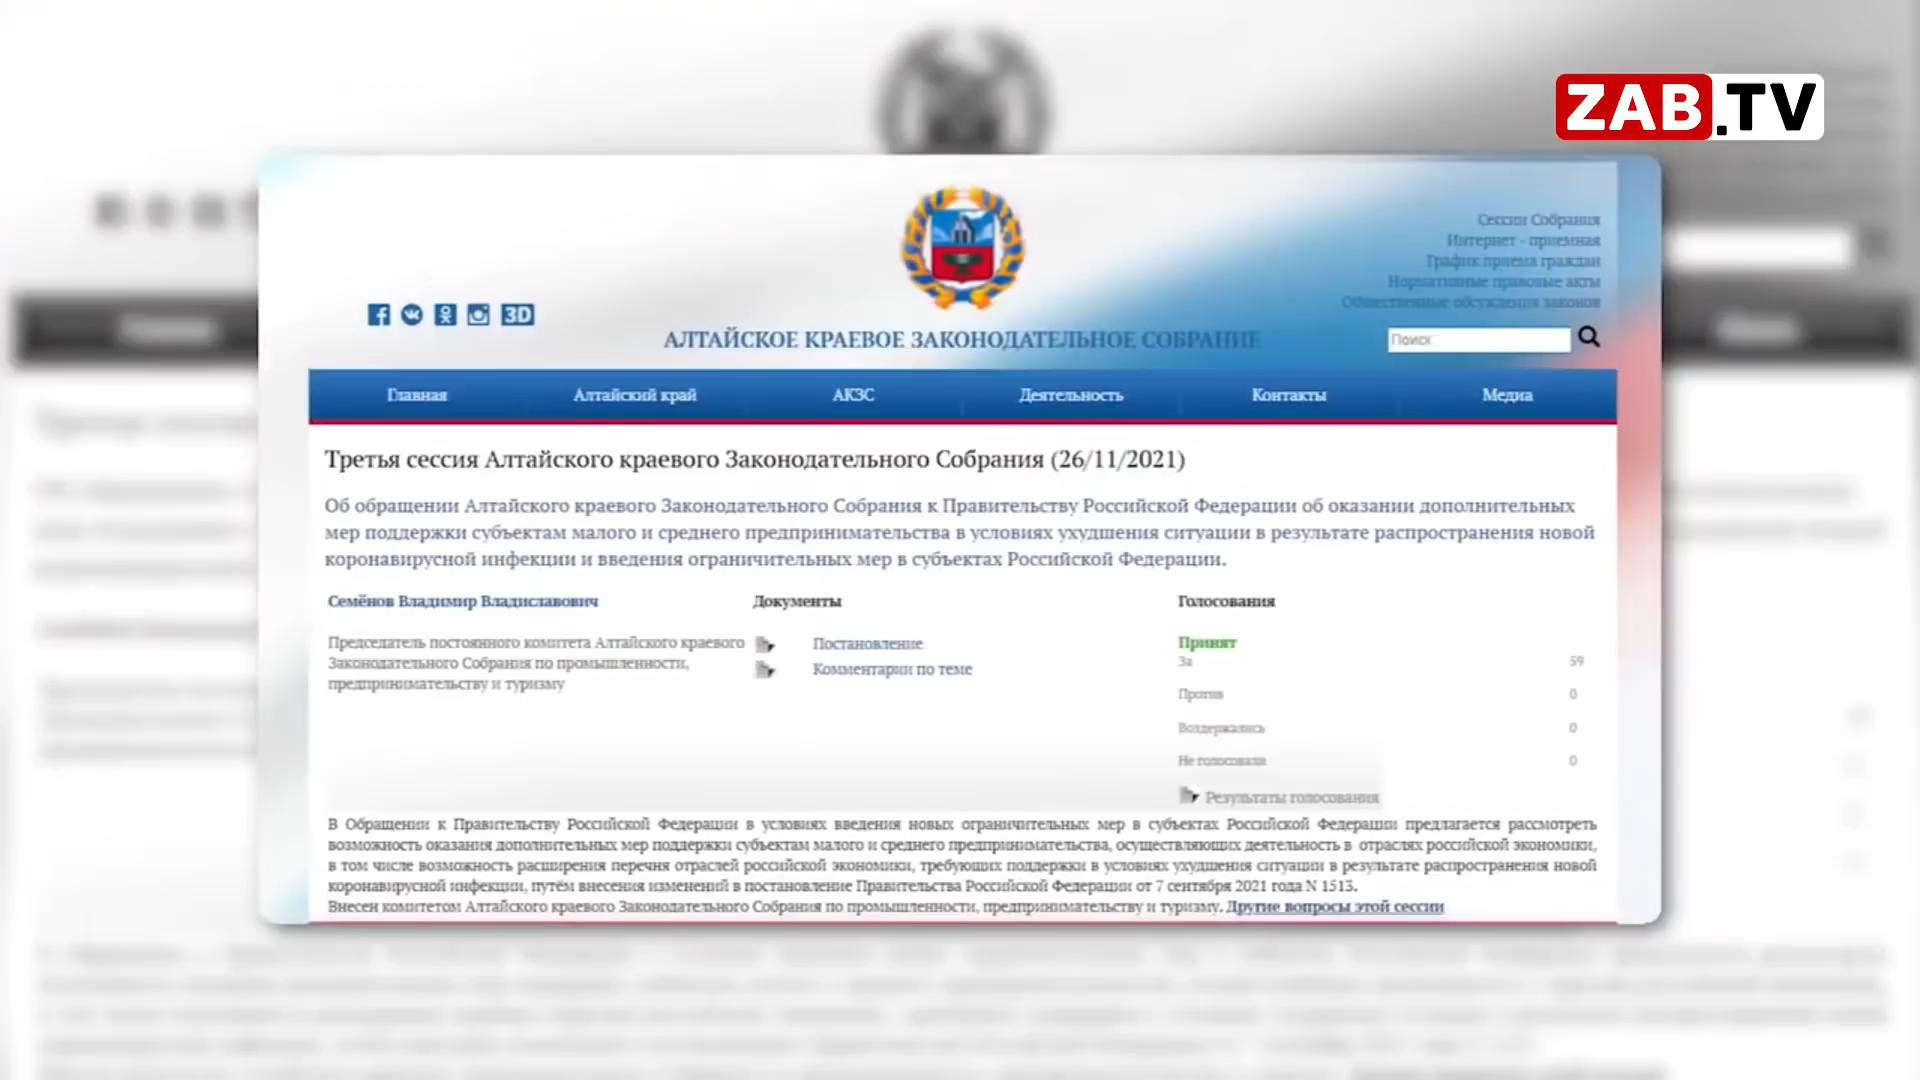 ZAB.TV
Сессии Собрания
Интернет - приемная
График приема граждан
Нормативные правовые акты
Общественные обсуждения законов
3D
АЛТАЙСКОЕ КРАЕВОЕ ЗАКОНОДАТЕЛЬНОЕ СОБРАНИЕ
Поиск
Главная Алтайский край АКЗС Деятельность Контакты Медиа
Третья сессия Алтайского краевого Законодательного Собрания (26/11/2021)
Об обращении Алтайского краевого Законодательного Собрания к Правительству Российской Федерации об оказании дополнительных
мер поддержки субъектам малого и среднего предпринимательства в условиях ухудшения ситуации в результате распространения новой
коронавирусной инфекции и введения ограничительных мер в субъектах Российской Федерации.
Семёнов Владимир Владиславович
Председатель постоянного комитета Алтайского краевого
Законодательного Собрания по промышленности,
предпринимательству и туризму
Документы
Постановление
Комментарии по теме
Голосования
Принят
За 59
Против 0
Воздержались 0
Не голосовали 0
Результаты голосования
В Обращении к Правительству Российской Федерации в условиях введения новых ограничительных мер в субъектах Российской Федерации предлагается рассмотреть
возможность оказания дополнительных мер поддержки субъектам малого и среднего предпринимательства, осуществляющих деятельность в отраслях российской экономики,
в том числе возможность расширения перечня отраслей российской экономики, требующих поддержки в условиях ухудшения ситуации в результате распространения новой
коронавирусной инфекции, путём внесения изменений в постановление Правительства Российской Федерации от 7 сентября 2021 года N 1513.
Внесен комитетом Алтайского краевого Законодательного Собрания по промышленности, предпринимательству и туризму. Другие вопросы этой сессии